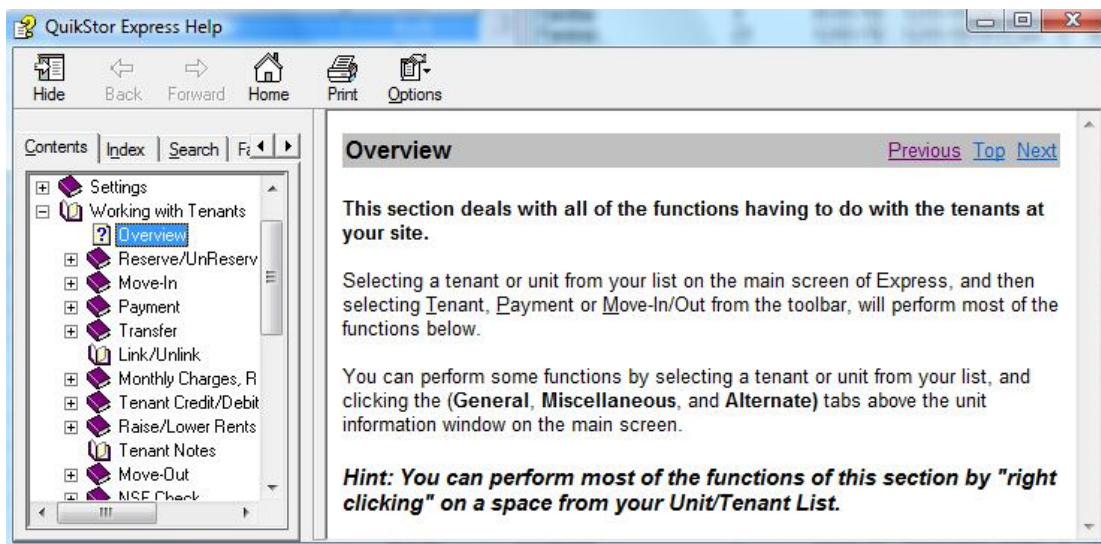 QuikStor Express Help
Hide Back Forward Home Print Options
Contents Index Search
Settings
Working with Tenants
Overview
Reserve/UnReserv
Move-In
Payment
Transfer
Link/Unlink
Monthly Charges, R
Tenant Credit/Debit
Raise/Lower Rents
Tenant Notes
Move-Out
NSF Check
Overview Previous Top Next
This section deals with all of the functions having to do with the tenants at
your site.
Selecting a tenant or unit from your list on the main screen of Express, and then
selecting Tenant, Payment or Move-In/Out from the toolbar, will perform most of the
functions below.
You can perform some functions by selecting a tenant or unit from your list, and
clicking the (General, Miscellaneous, and Alternate) tabs above the unit
information window on the main screen.
Hint: You can perform most of the functions of this section by "right
clicking" on a space from your Unit/Tenant List.